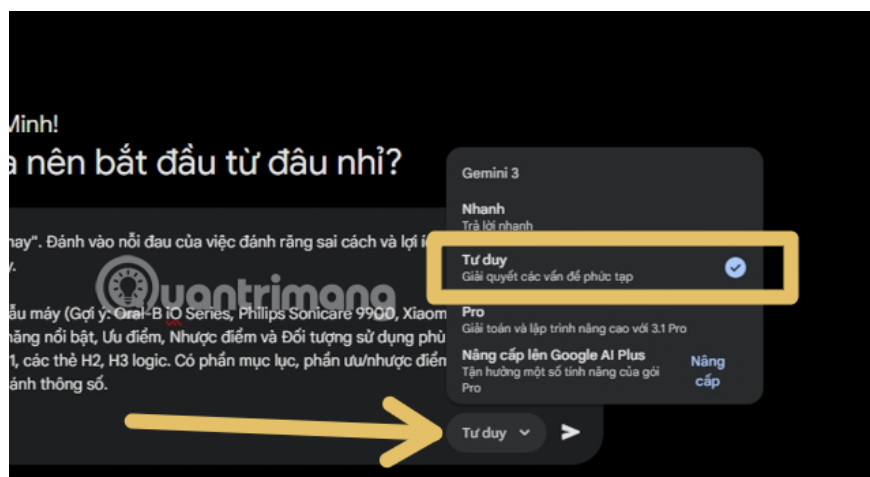 Minh!
a nên bắt đầu từ đâu nhỉ?
nay". Đánh vào nỗi đau của việc đánh răng sai cách và lợi í
y.
ẫu máy (Gợi ý: Oral-B iO Series, Philips Sonicare 9900, Xiaom
năng nổi bật, Ưu điểm, Nhược điểm và Đối tượng sử dụng phù
1, các thẻ H2, H3 logic. Có phần mục lục, phần ưu/nhược điểm
ánh thông số.
Quantrimang
Gemini 3
Nhanh
Trả lời nhanh
Tư duy
Giải quyết các vấn đề phức tạp
Pro
Giải toán và lập trình nâng cao với 3.1 Pro
Nâng cấp lên Google AI Plus
Tận hưởng một số tính năng của gói
Pro
Nâng
cấp
Tư duy